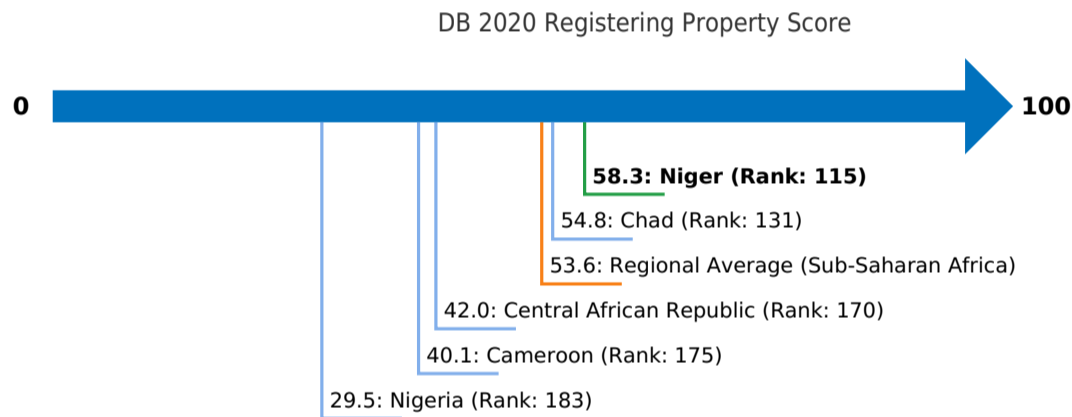 DB 2020 Registering Property Score
0
100
58.3: Niger (Rank: 115)
54.8: Chad (Rank: 131)
53.6: Regional Average (Sub-Saharan Africa)
42.0: Central African Republic (Rank: 170)
40.1: Cameroon (Rank: 175)
29.5: Nigeria (Rank: 183)